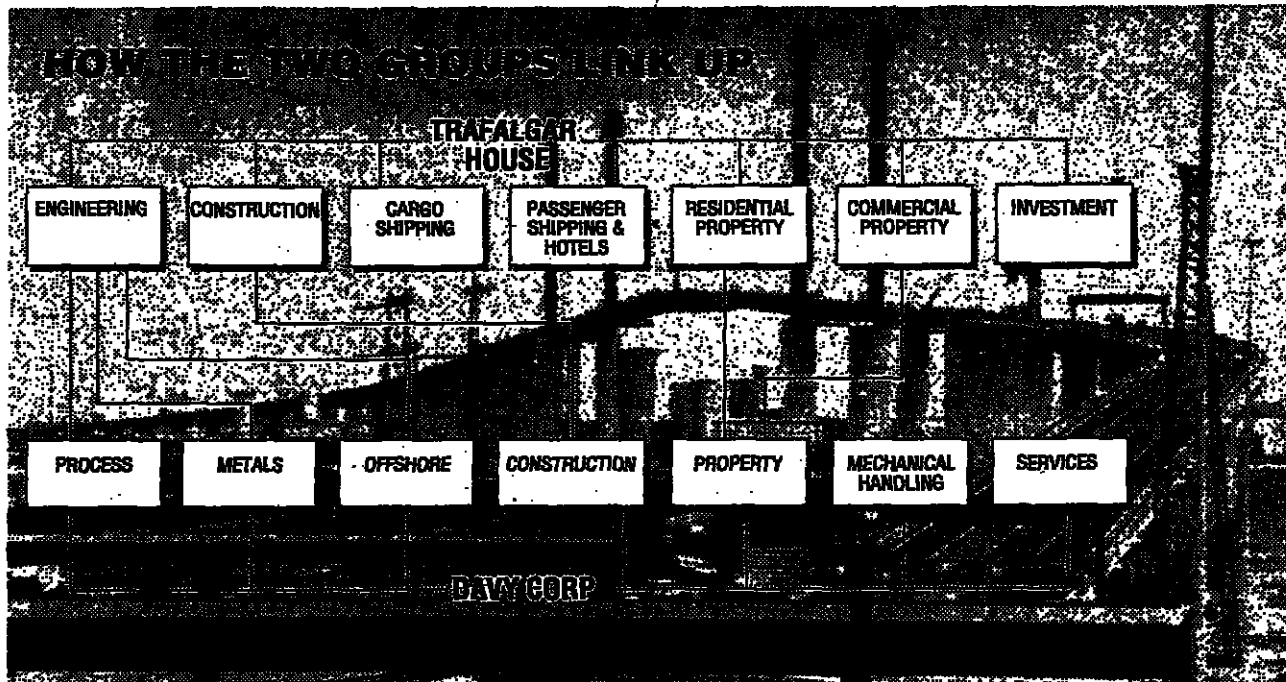 HOW THE TWO GROUPS LINK UP
TRAFALGAR
HOUSE
ENGINEERING
CONSTRUCTION
CARGO
SHIPPING
PASSENGER
SHIPPING &
HOTELS
RESIDENTIAL
PROPERTY
COMMERCIAL
PROPERTY
INVESTMENT
PROCESS
METALS
OFFSHORE
CONSTRUCTION
PROPERTY
MECHANICAL
HANDLING
SERVICES
DAVY CORP